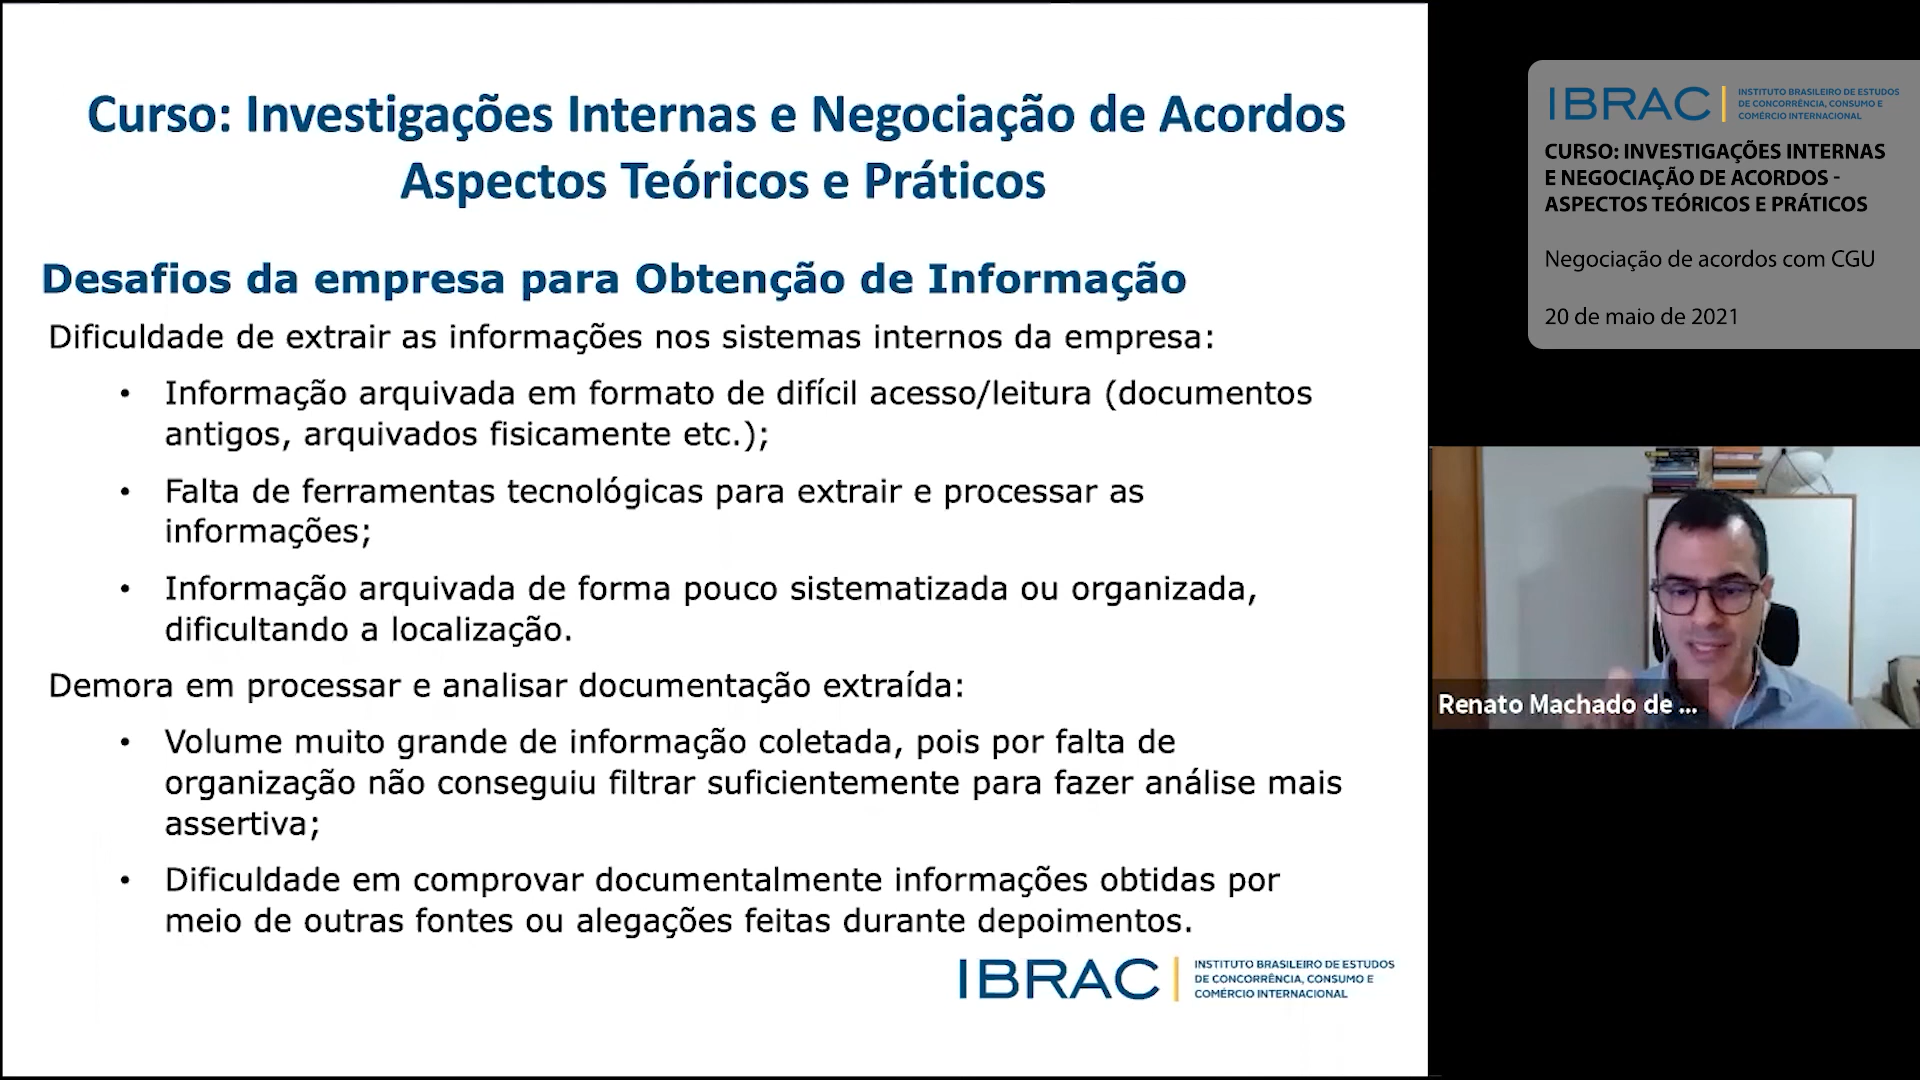 Curso: Investigações Internas e Negociação de Acordos
Aspectos Teóricos e Práticos
Desafios da empresa para Obtenção de Informação
Dificuldade de extrair as informações nos sistemas internos da empresa:
• Informação arquivada em formato de difícil acesso/leitura (documentos
antigos, arquivados fisicamente etc.);
• Falta de ferramentas tecnológicas para extrair e processar as
informações;
• Informação arquivada de forma pouco sistematizada ou organizada,
dificultando a localização.
Demora em processar e analisar documentação extraída:
• Volume muito grande de informação coletada, pois por falta de
organização não conseguiu filtrar suficientemente para fazer análise mais
assertiva;
• Dificuldade em comprovar documentalmente informações obtidas por
meio de outras fontes ou alegações feitas durante depoimentos.
IBRAC
INSTITUTO BRASILEIRO DE ESTUDOS
DE CONCORRÊNCIA, CONSUMO E
COMÉRCIO INTERNACIONAL
IBRAC
INSTITUTO BRASILEIRO DE ESTUDOS
DE CONCORRÊNCIA, CONSUMO E
COMÉRCIO INTERNACIONAL
CURSO: INVESTIGAÇÕES INTERNAS
E NEGOCIAÇÃO DE ACORDOS -
ASPECTOS TEÓRICOS E PRÁTICOS
Negociação de acordos com CGU
20 de maio de 2021
Renato Machado de ...